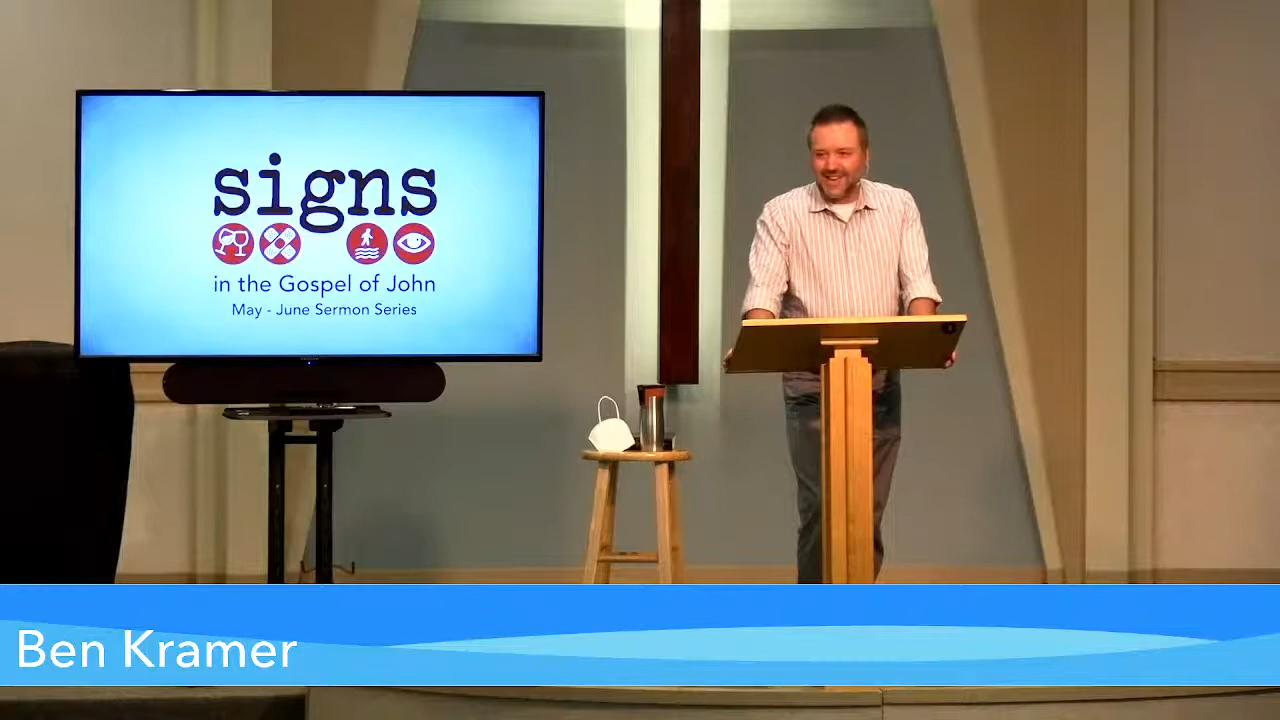 signs
in the Gospel of John
May - June Sermon Series
Ben Kramer